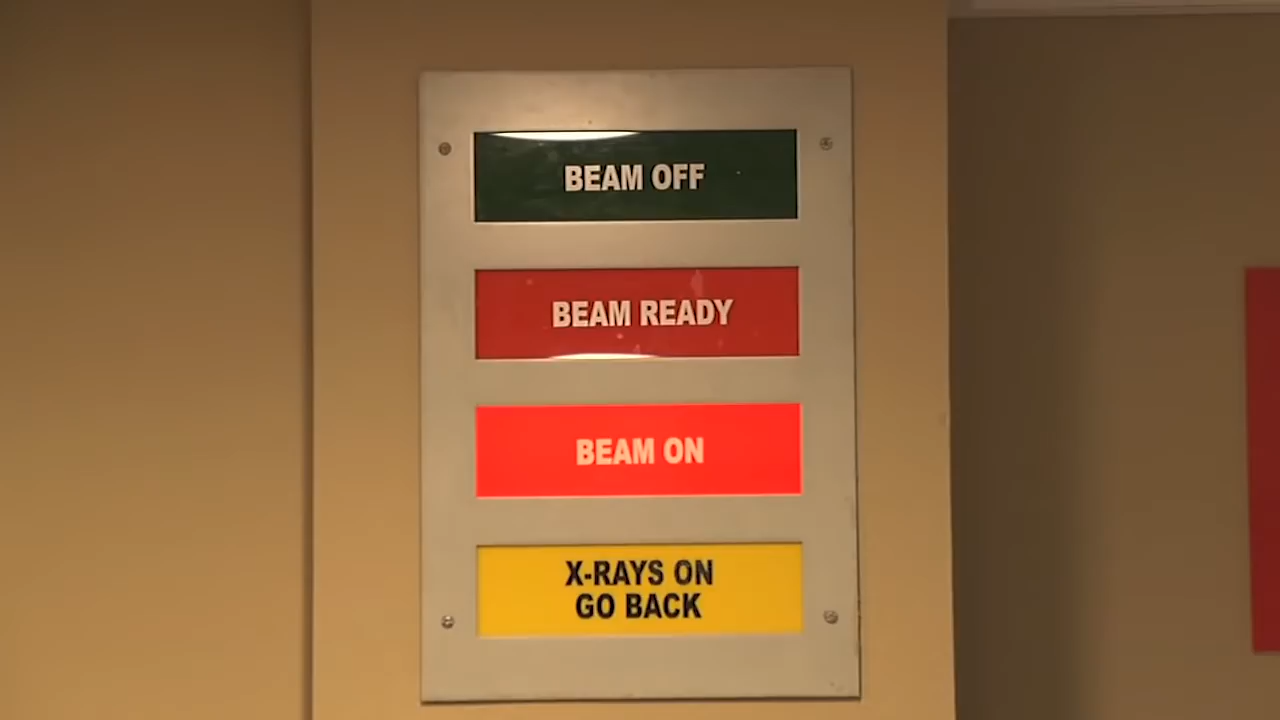 BEAM OFF
BEAM READY
BEAM ON
X-RAYS ON
GO BACK